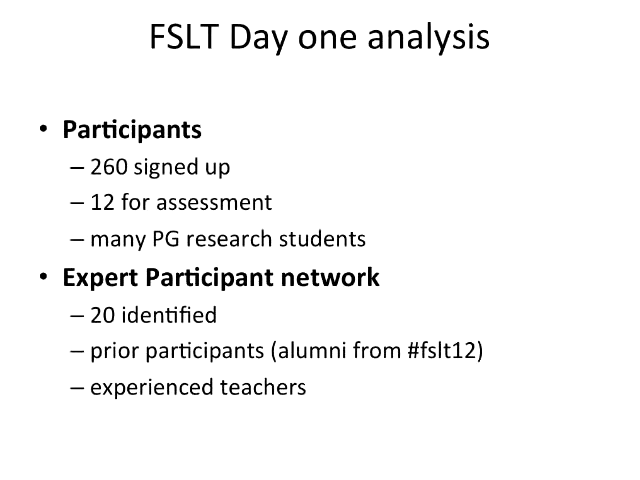 FSLT Day one analysis
• Participants
– 260 signed up
– 12 for assessment
– many PG research students
• Expert Participant network
– 20 identified
– prior participants (alumni from #fslt12)
– experienced teachers